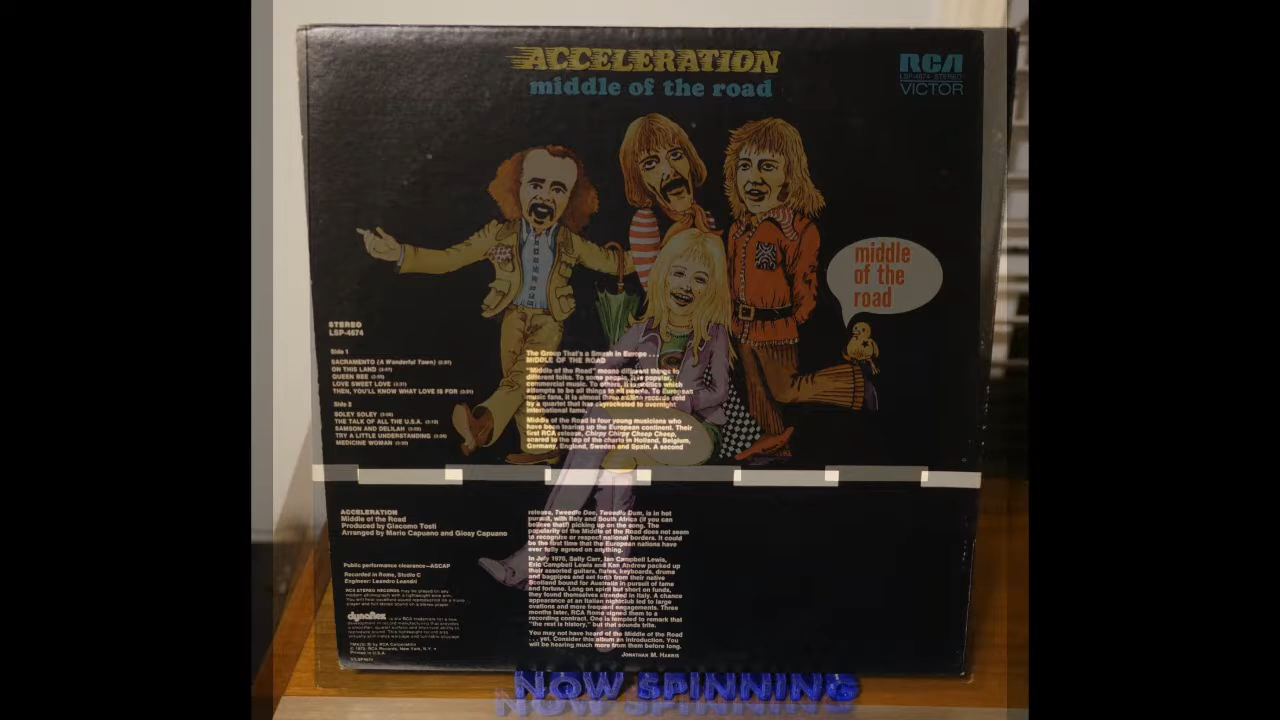 ACCELERATION
middle of the road
RCA
LSP-4674 STEREO
VICTOR
middle
of the
road
STEREO
LSP-4674
Side 1
SACRAMENTO (A Wonderful Town)
ON THIS LAND
QUEEN BEE
LOVE SWEET LOVE
THEN, YOU'LL KNOW WHAT LOVE IS FOR
Side 2
SOLEY SOLEY
THE TALK OF ALL THE U.S.A.
SAMSON AND DELILAH
TRY A LITTLE UNDERSTANDING
MEDICINE WOMAN
The Group That's a Smash in Europe . . .
MIDDLE OF THE ROAD
"Middle of the Road" means different things to
different folks. To some people, it is popular,
commercial music. To others, it is politics which
attempts to be all things to all people. To European
music fans, it is almost three million records sold
by a quartet that has skyrocketed to overnight
international fame.
Middle of the Road is four young musicians who
have been tearing up the European continent. Their
first RCA release, Chirpy Chirpy Cheep Cheep,
soared to the top of the charts in Holland, Belgium,
Germany, England, Sweden and Spain. A second
ACCELERATION
Middle of the Road
Produced by Giacomo Tosti
Arranged by Mario Capuano and Giosy Capuano
Public performance clearance—ASCAP
Recorded in Rome, Studio C
Engineer: Leandro Leandri
dynaflex
release, Tweedle Dee, Tweedle Dum, is in hot
pursuit, with Italy and South Africa (if you can
believe that!) picking up on the song. The
popularity of the Middle of the Road does not seem
to recognize or respect national borders. It could
be the first time that the European nations have
ever fully agreed on anything.
In July 1970, Sally Carr, Ian Campbell Lewis,
Eric Campbell Lewis and Ken Andrew packed up
their assorted guitars, flutes, keyboards, drums
and bagpipes and set forth from their native
Scotland bound for Australia in pursuit of fame
and fortune. Long on spirit but short on funds,
they found themselves stranded in Italy. A chance
appearance at an Italian nightclub led to large
ovations and more frequent engagements. Three
months later, RCA Rome signed them to a
recording contract. One is tempted to remark that
"the rest is history," but that sounds trite.
You may not have heard of the Middle of the Road
. . . yet. Consider this album an introduction. You
will be hearing much more from them before long.
JONATHAN M. HARRIS
NOW SPINNING